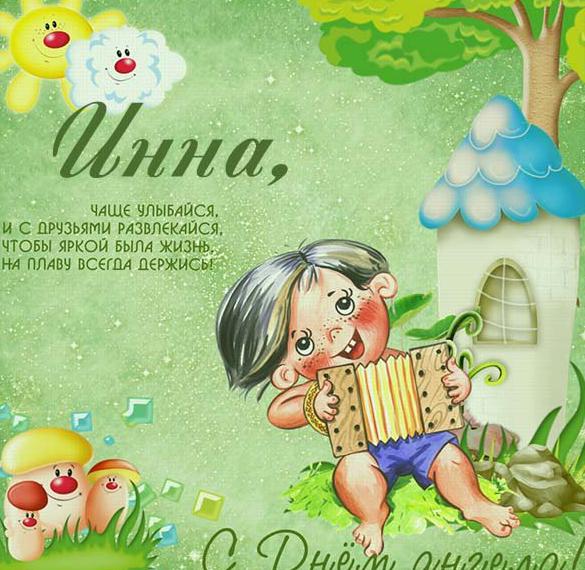 Инна,
ЧАЩЕ УЛЫБАЙСЯ,
И С ДРУЗЬЯМИ РАЗВЛЕКАЙСЯ,
ЧТОБЫ ЯРКОЙ БЫЛА ЖИЗНЬ,
НА ПЛАВУ ВСЕГДА ДЕРЖИСЬ!
С Днём ангела!